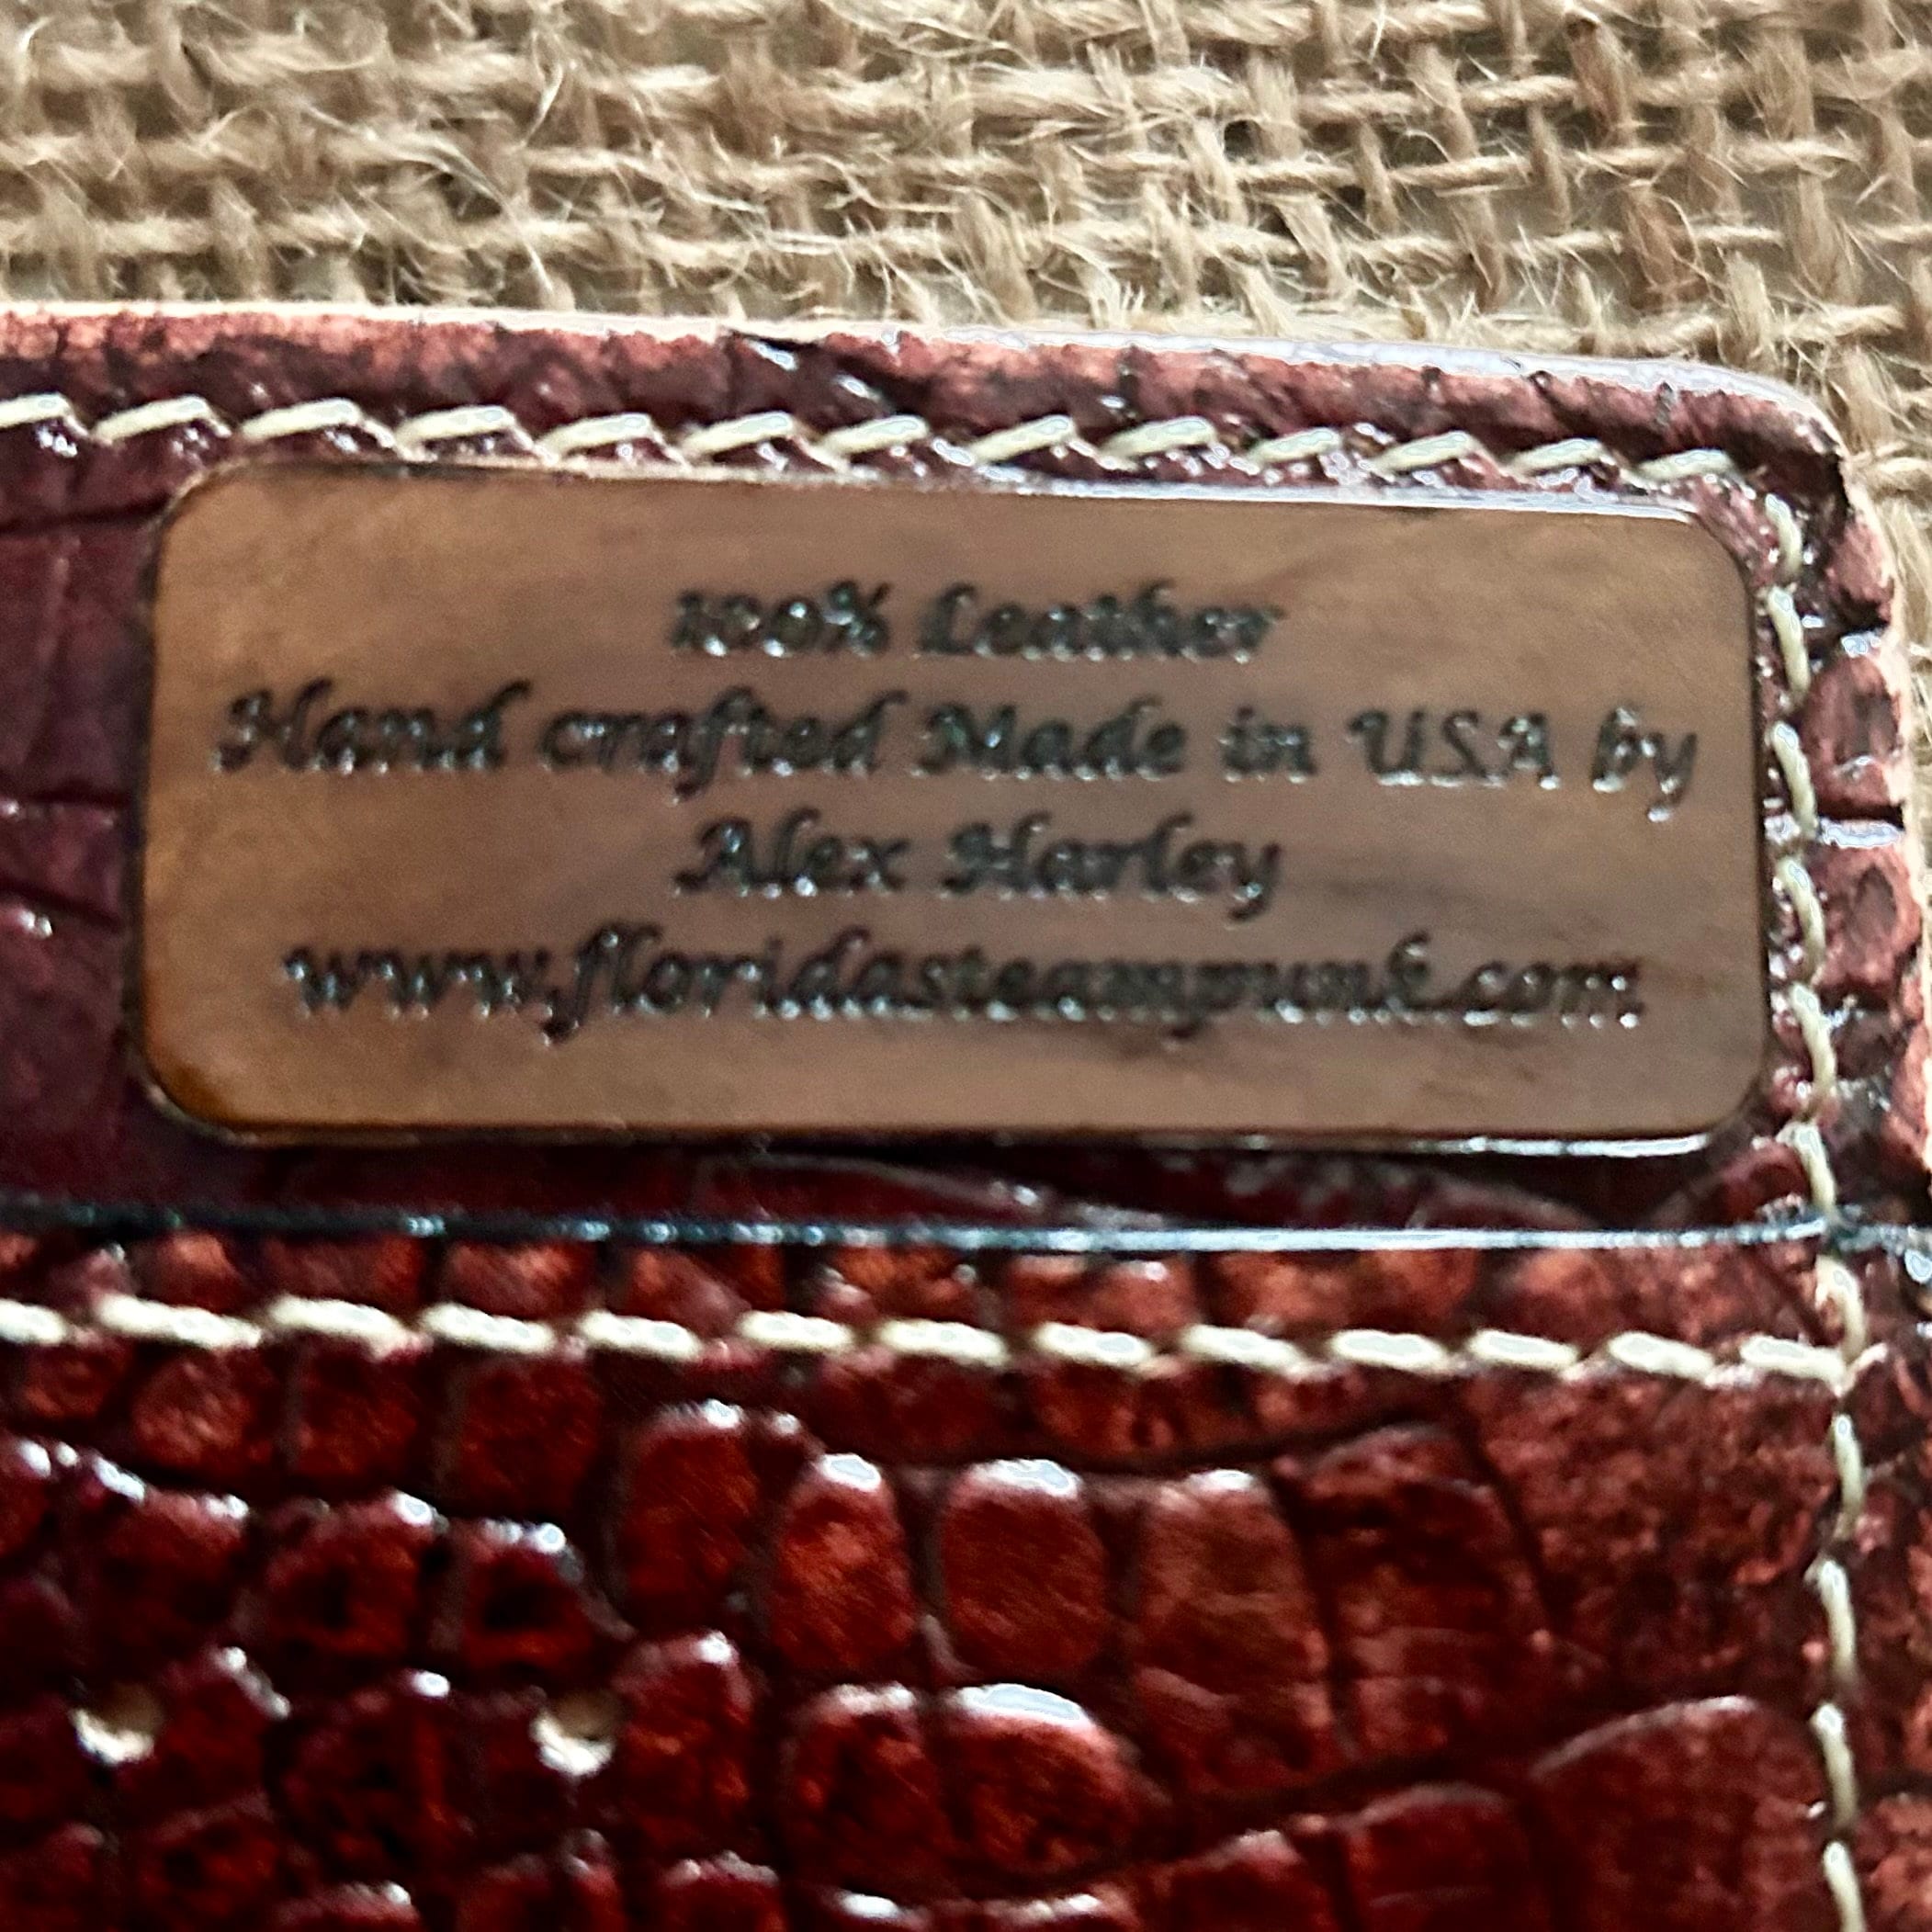 100% Leather
Hand crafted Made in USA by
Alex Harley
www.floridasteampunk.com